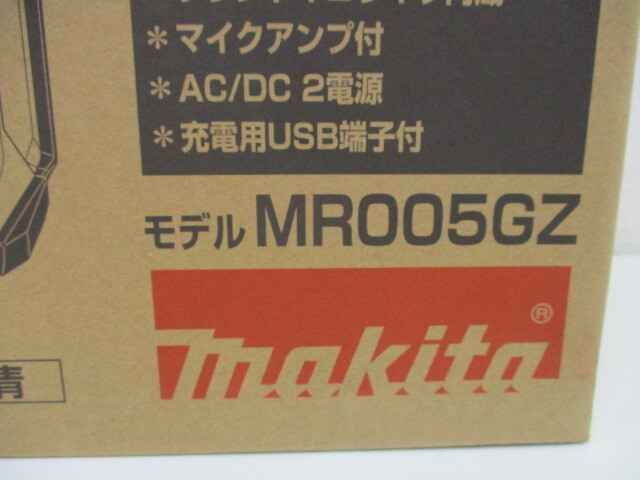 *マイクアンプ付
*AC/DC 2電源
*充電用USB端子付
モデル MR005GZ
makita®
青